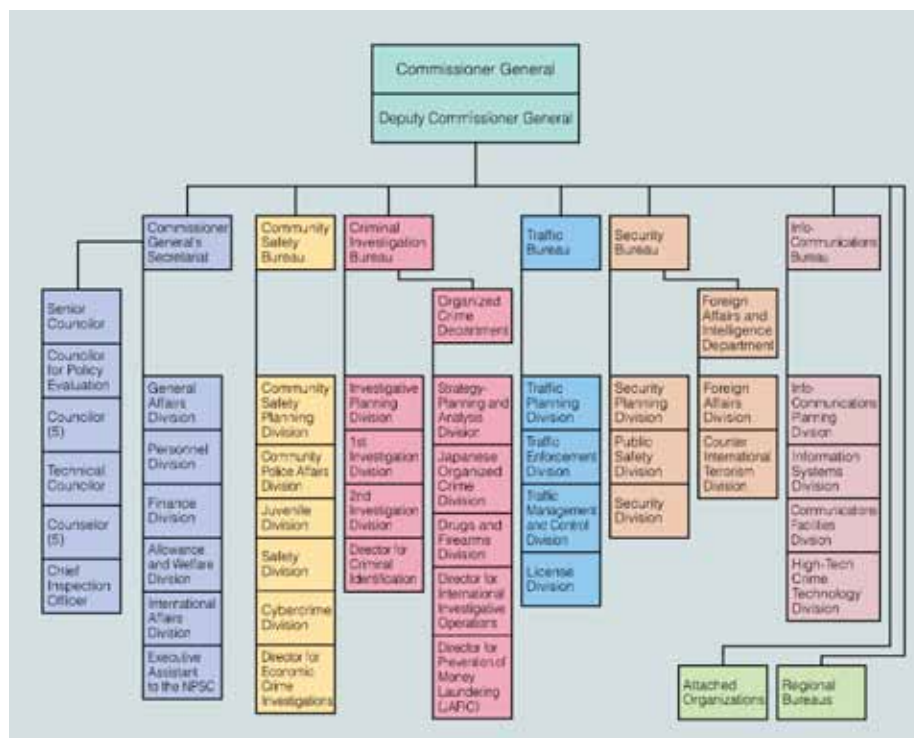 Commissioner General
Deputy Commissioner General
Commissioner
General's
Secretariat
Community
Safety
Bureau
Criminal
Investigation
Bureau
Traffic
Bureau
Security
Bureau
Info-
Communications
Bureau
Organized
Crime
Department
Foreign
Affairs and
Intelligence
Department
Senior
Councilor
Councilor
for Policy
Evaluation
Councilor
(5)
Technical
Councilor
Counselor
(5)
Chief
Inspection
Officer
General
Affairs
Division
Personnel
Division
Finance
Division
Allowance
and Welfare
Division
International
Affairs
Division
Executive
Assistant
to the NPSC
Community
Safety
Planning
Division
Community
Police Affairs
Division
Juvenile
Division
Safety
Division
Cybercrime
Division
Director for
Economic
Crime
Investigations
Investigative
Planning
Division
1st
Investigation
Division
2nd
Investigation
Division
Director for
Criminal
Identification
Strategy-
Planning and
Analysis
Division
Japanese
Organized
Crime
Division
Drugs and
Firearms
Division
Director for
International
Investigative
Operations
Director for
Prevention of
Money
Laundering
(JAFIC)
Traffic
Planning
Division
Traffic
Enforcement
Division
Traffic
Management
and Control
Division
License
Division
Security
Planning
Division
Public
Safety
Division
Security
Division
Foreign
Affairs
Division
Counter
International
Terrorism
Division
Info-
Communications
Planning
Division
Information
Systems
Division
Communications
Facilities
Division
High-Tech
Crime
Technology
Division
Attached
Organizations
Regional
Bureaus